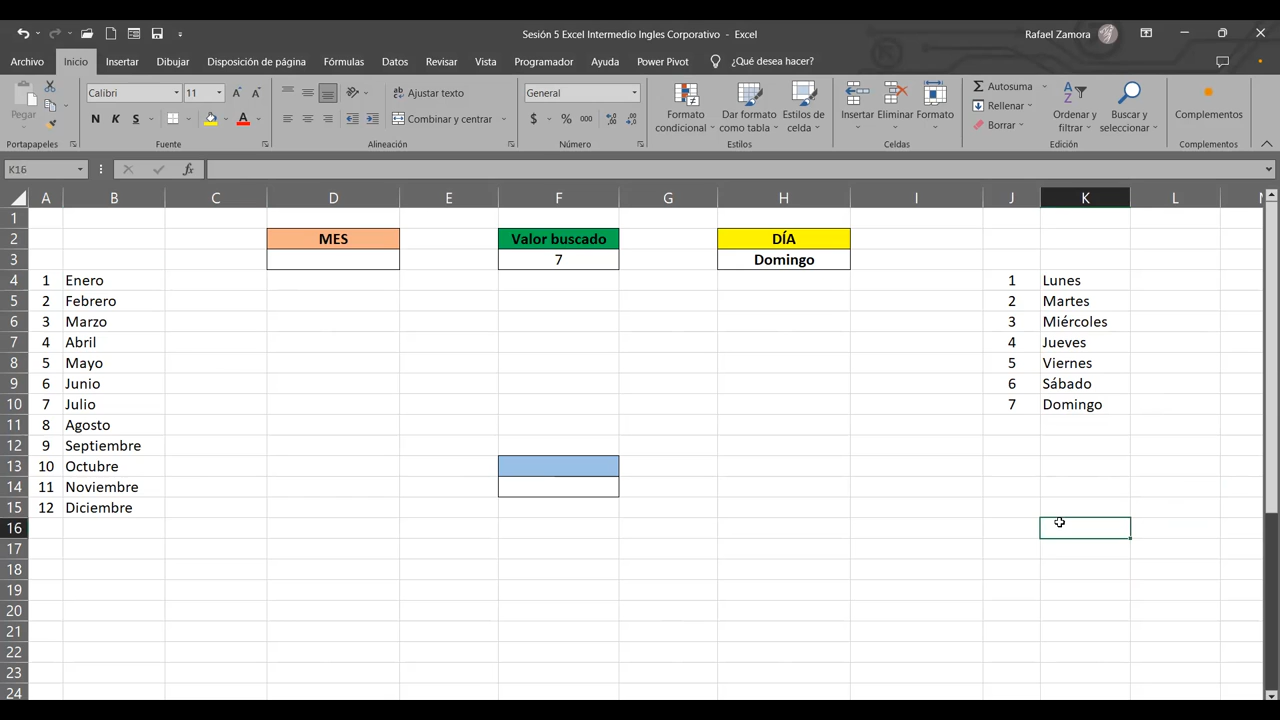 Sesión 5 Excel Intermedio Ingles Corporativo - Excel
Rafael Zamora
Archivo Inicio Insertar Dibujar Disposición de página Fórmulas Datos Revisar Vista Programador Ayuda Power Pivot ¿Qué desea hacer?
Pegar
Calibri 11
N K S
Ajustar texto
Combinar y centrar
General
$ % 000
Formato condicional
Dar formato como tabla
Estilos de celda
Insertar Eliminar Formato
Autosuma
Rellenar
Borrar
Ordenar y filtrar
Buscar y seleccionar
Complementos
Portapapeles Fuente Alineación Número Estilos Celdas Edición Complementos
K16 fx
A B C D E F G H I J K L
1
2 MES Valor buscado DÍA
3 7 Domingo
4 1 Enero 1 Lunes
5 2 Febrero 2 Martes
6 3 Marzo 3 Miércoles
7 4 Abril 4 Jueves
8 5 Mayo 5 Viernes
9 6 Junio 6 Sábado
10 7 Julio 7 Domingo
11 8 Agosto
12 9 Septiembre
13 10 Octubre
14 11 Noviembre
15 12 Diciembre
16
17
18
19
20
21
22
23
24